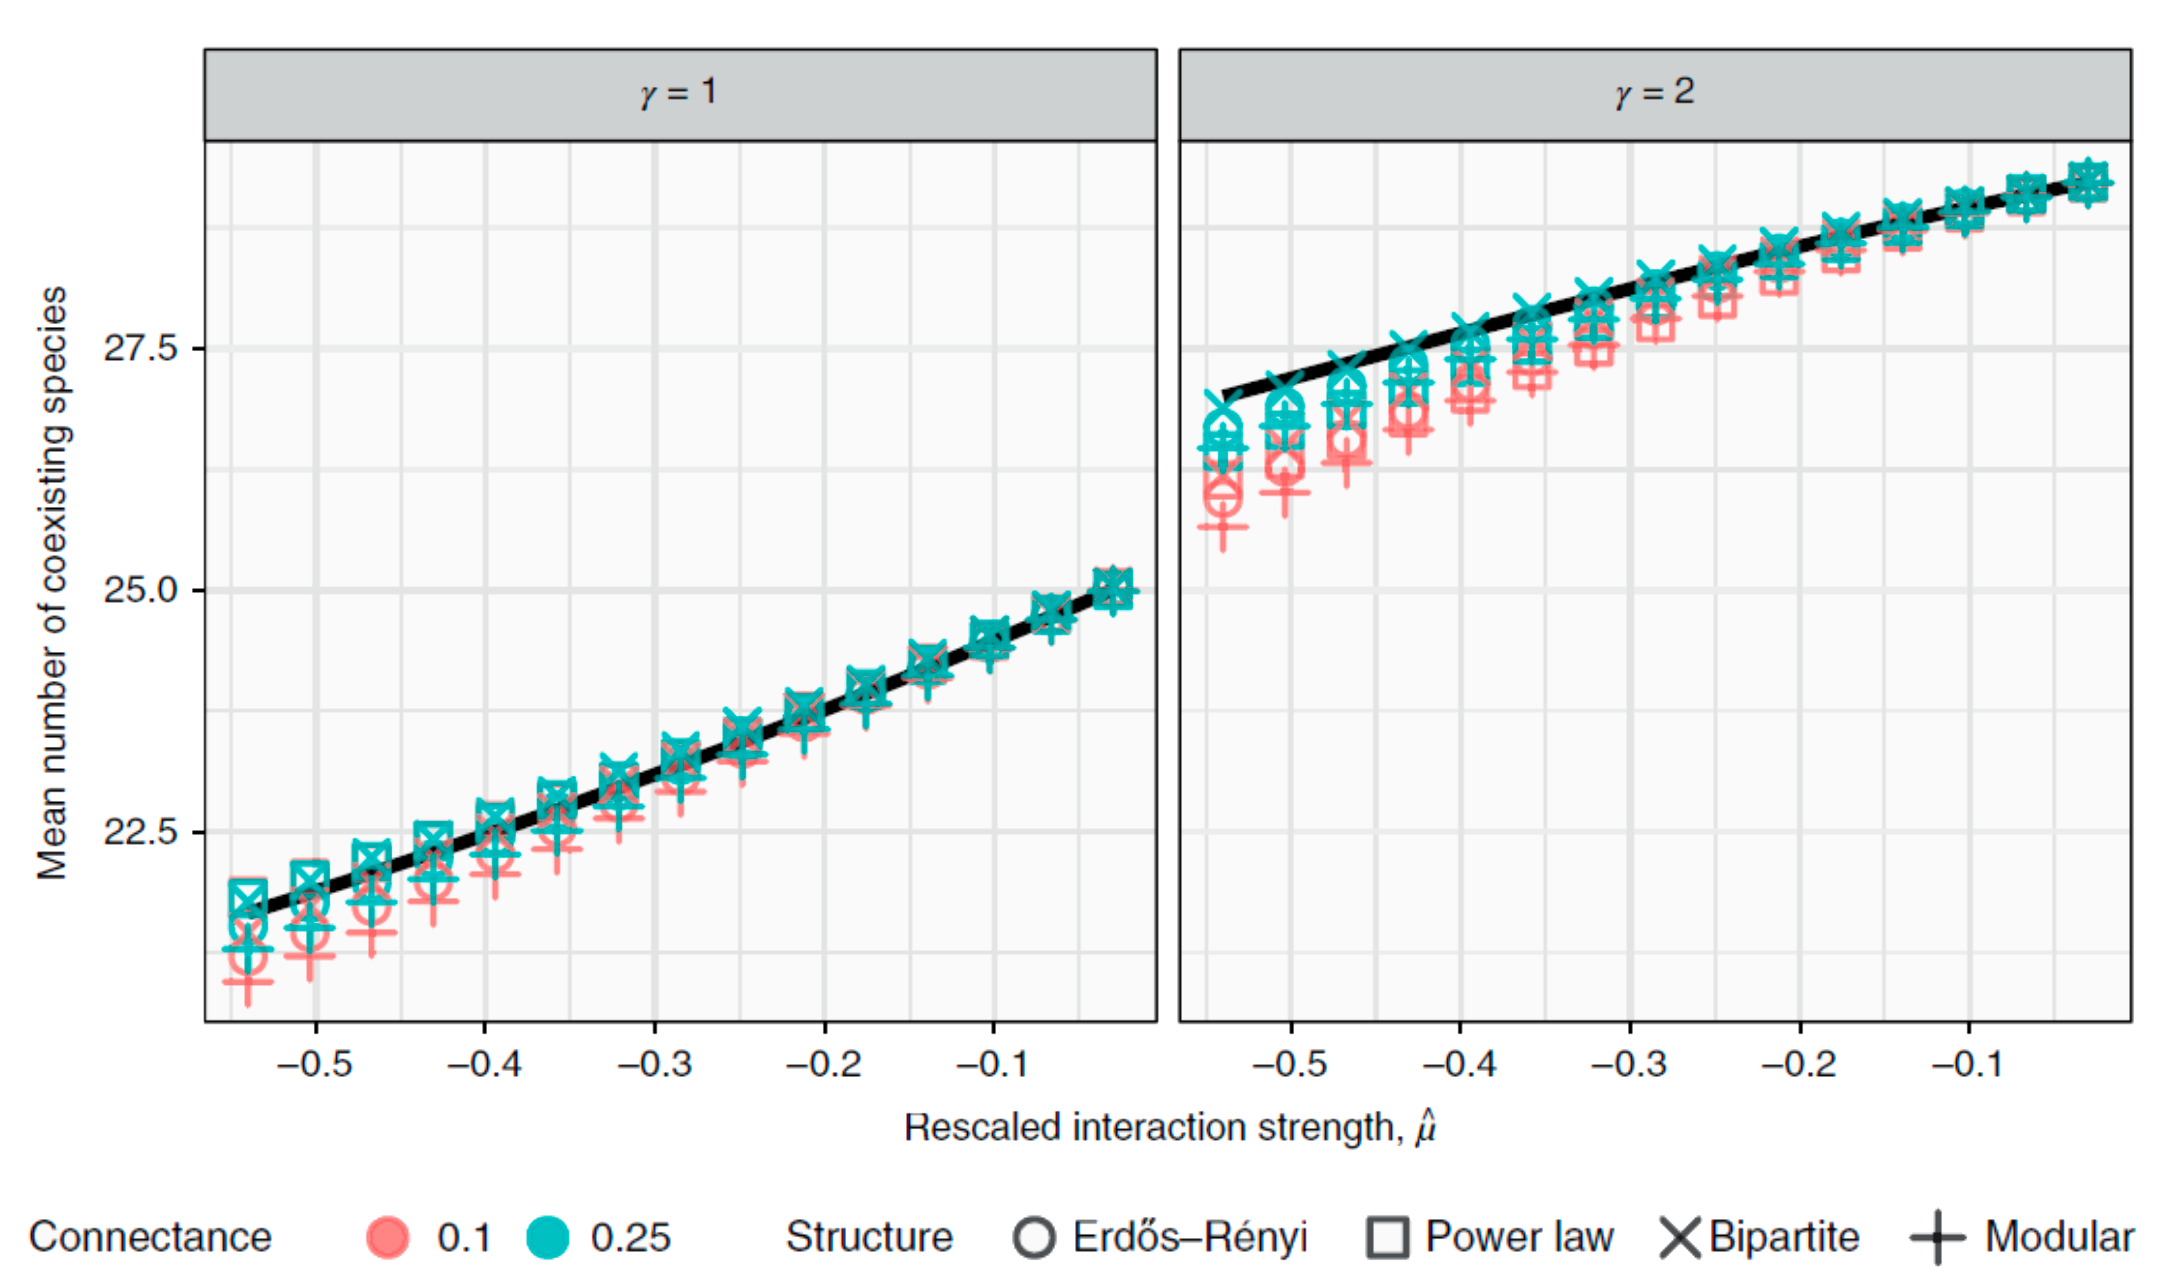 γ = 1
γ = 2
Mean number of coexisting species
27.5
25.0
22.5
–0.5 –0.4 –0.3 –0.2 –0.1
–0.5 –0.4 –0.3 –0.2 –0.1
Rescaled interaction strength, μ̂
Connectance 0.1 0.25 Structure Erdős–Rényi Power law Bipartite Modular